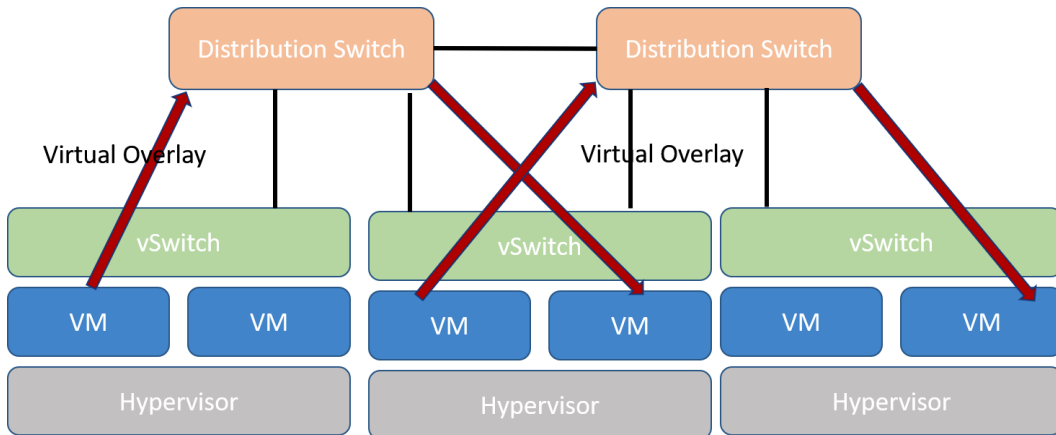 Distribution Switch
Distribution Switch
Virtual Overlay
Virtual Overlay
vSwitch
vSwitch
vSwitch
VM
VM
VM
VM
VM
VM
Hypervisor
Hypervisor
Hypervisor